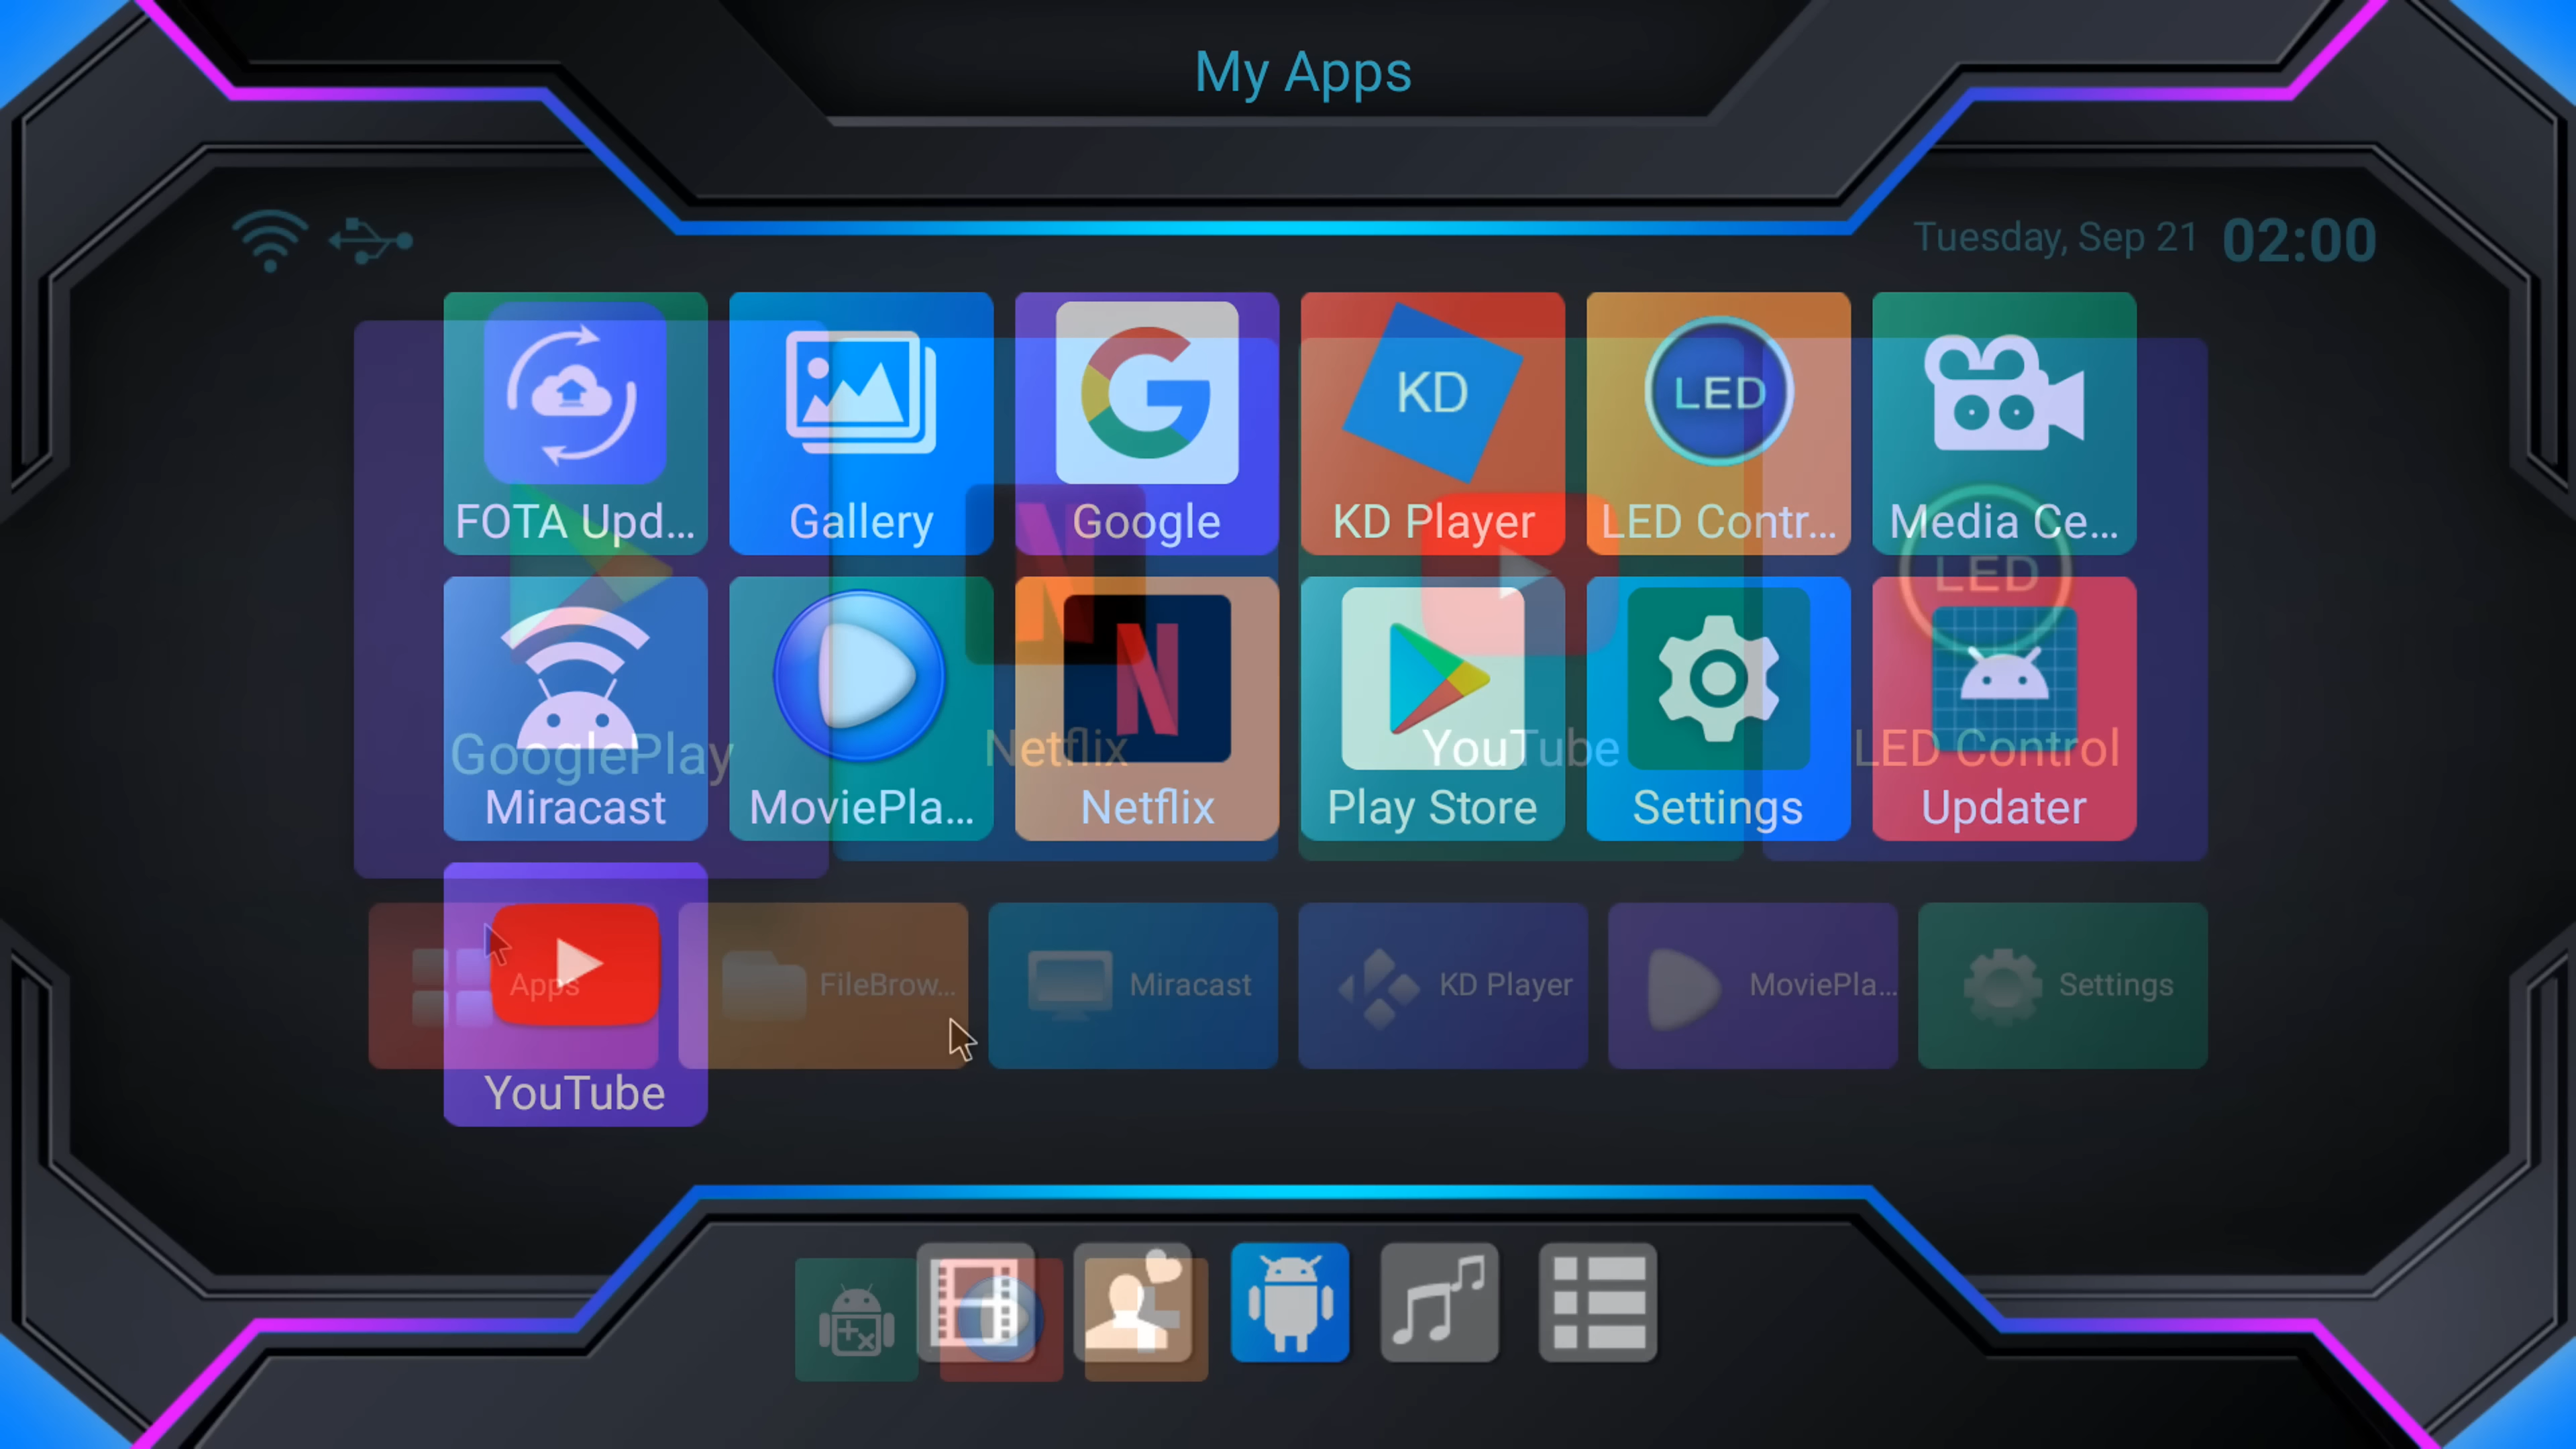 My Apps
Tuesday, Sep 21 02:00
KD
LED
FOTA Upd...
Gallery
Google
KD Player
LED Contr...
Media Ce...
LED
GooglePlay
Netflix
YouTube
LED Control
Miracast
MoviePla...
Netflix
Play Store
Settings
Updater
Apps
FileBrow...
Miracast
KD Player
MoviePla...
Settings
YouTube